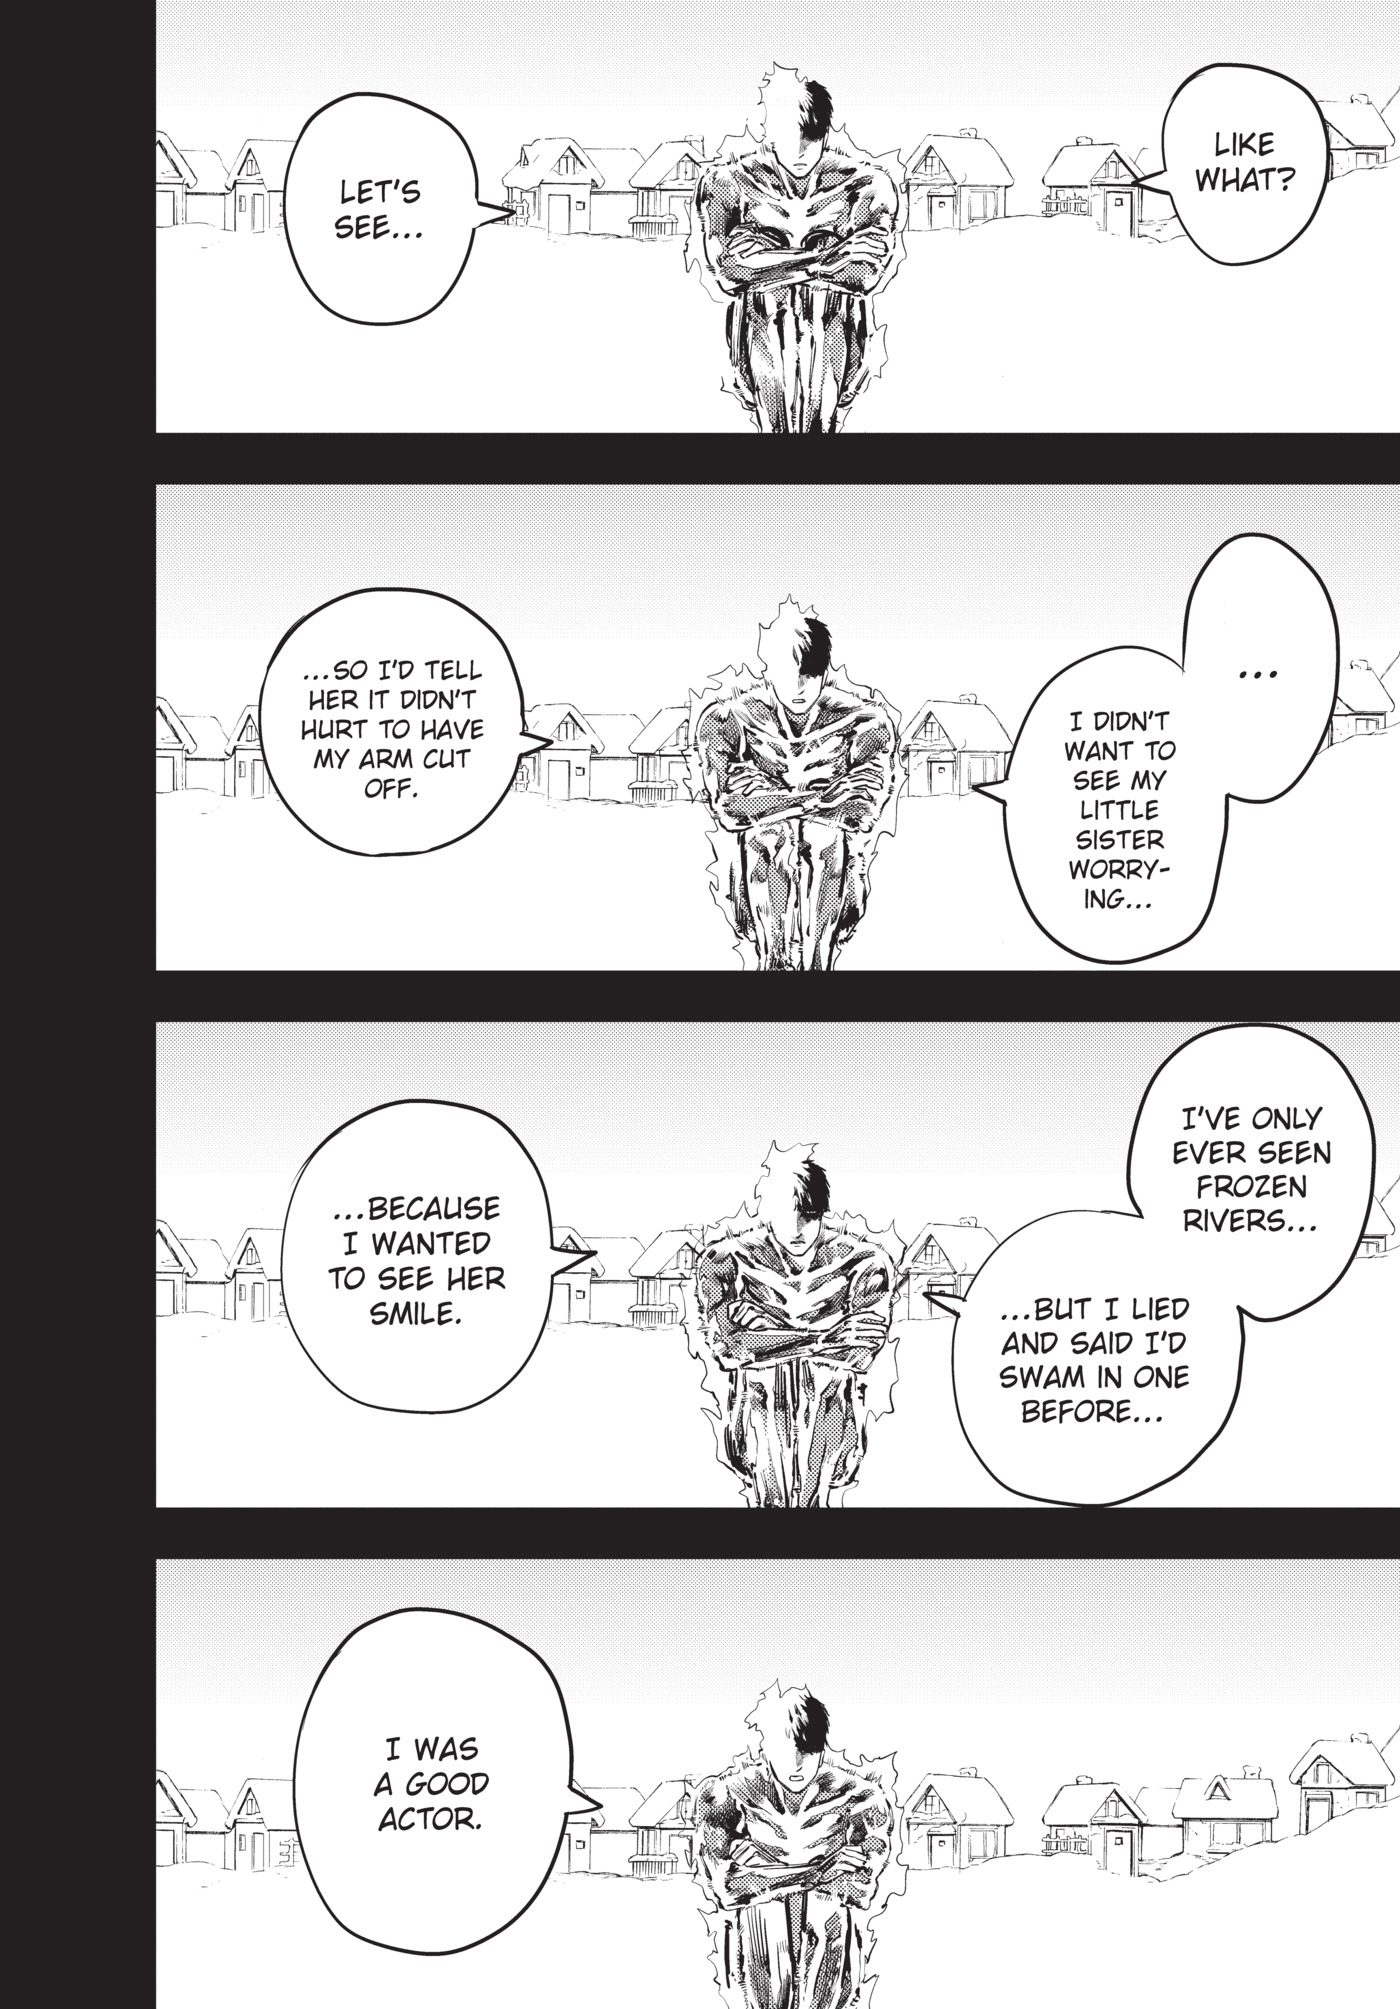 LIKE
WHAT?
LET'S
SEE...
...
I DIDN'T
WANT TO
SEE MY
LITTLE
SISTER
WORRY-
ING...
...SO I'D TELL
HER IT DIDN'T
HURT TO HAVE
MY ARM CUT
OFF.
I'VE ONLY
EVER SEEN
FROZEN
RIVERS...
...BUT I LIED
AND SAID I'D
SWAM IN ONE
BEFORE...
...BECAUSE
I WANTED
TO SEE HER
SMILE.
I WAS
A GOOD
ACTOR.